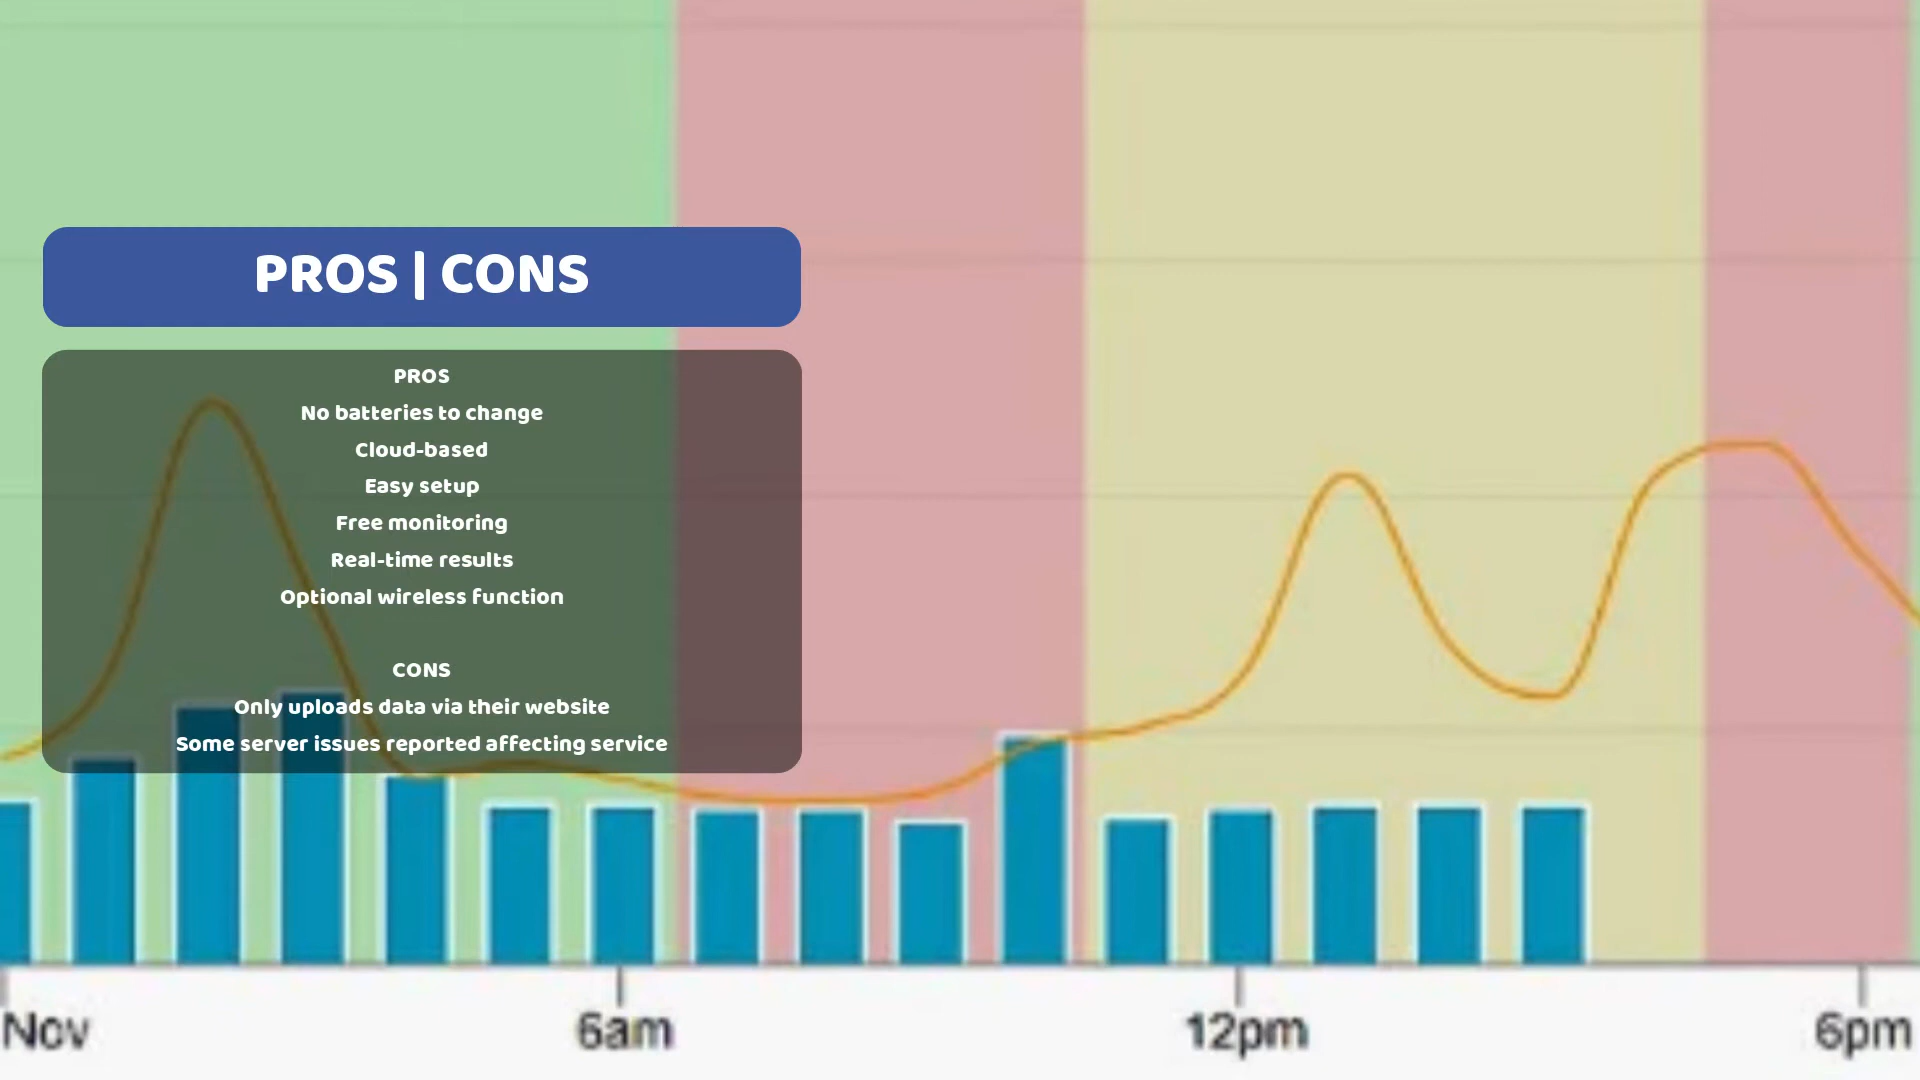 PROS | CONS
PROS
No batteries to change
Cloud-based
Easy setup
Free monitoring
Real-time results
Optional wireless function
CONS
Only uploads data via their website
Some server issues reported affecting service
Nov
6am
12pm
6pm